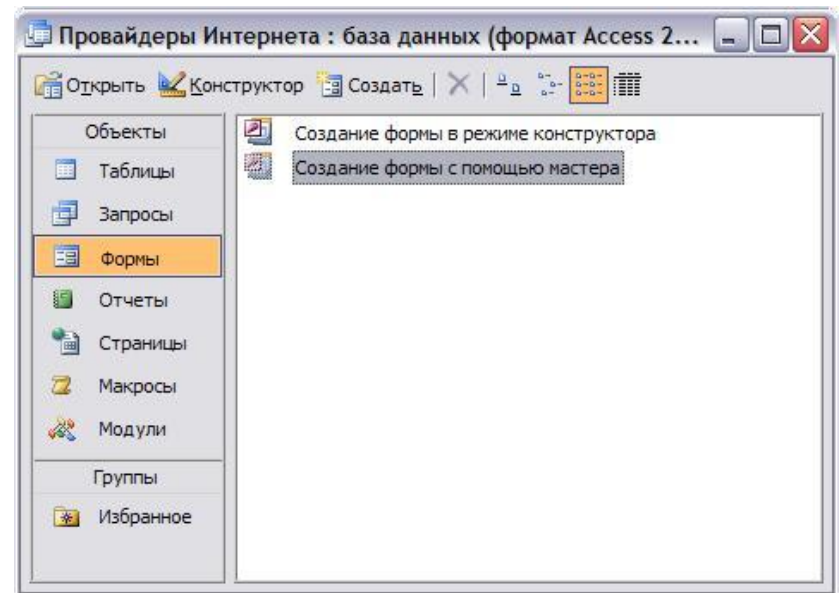 Провайдеры Интернета : база данных (формат Access 2...
Открыть Конструктор Создать
Объекты
Таблицы
Запросы
Формы
Отчеты
Страницы
Макросы
Модули
Группы
Избранное
Создание формы в режиме конструктора
Создание формы с помощью мастера